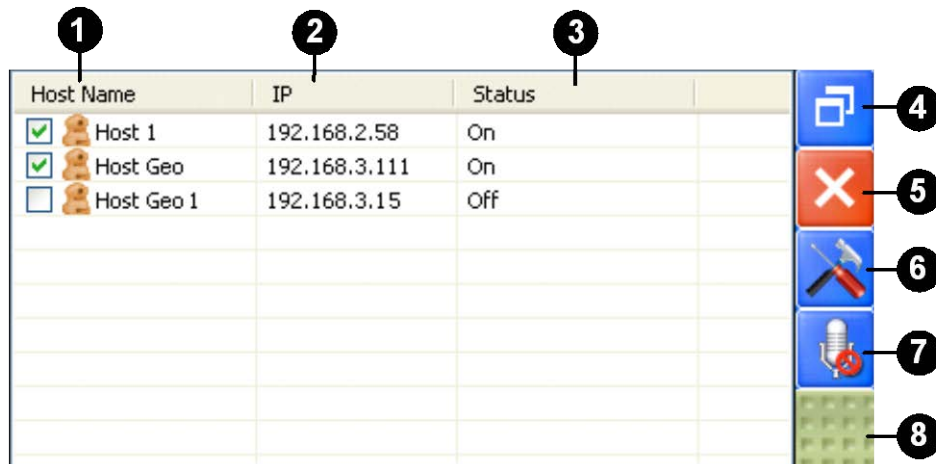 1 2 3
Host Name IP Status
Host 1 192.168.2.58 On
Host Geo 192.168.3.111 On
Host Geo 1 192.168.3.15 Off
4
5
6
7
8